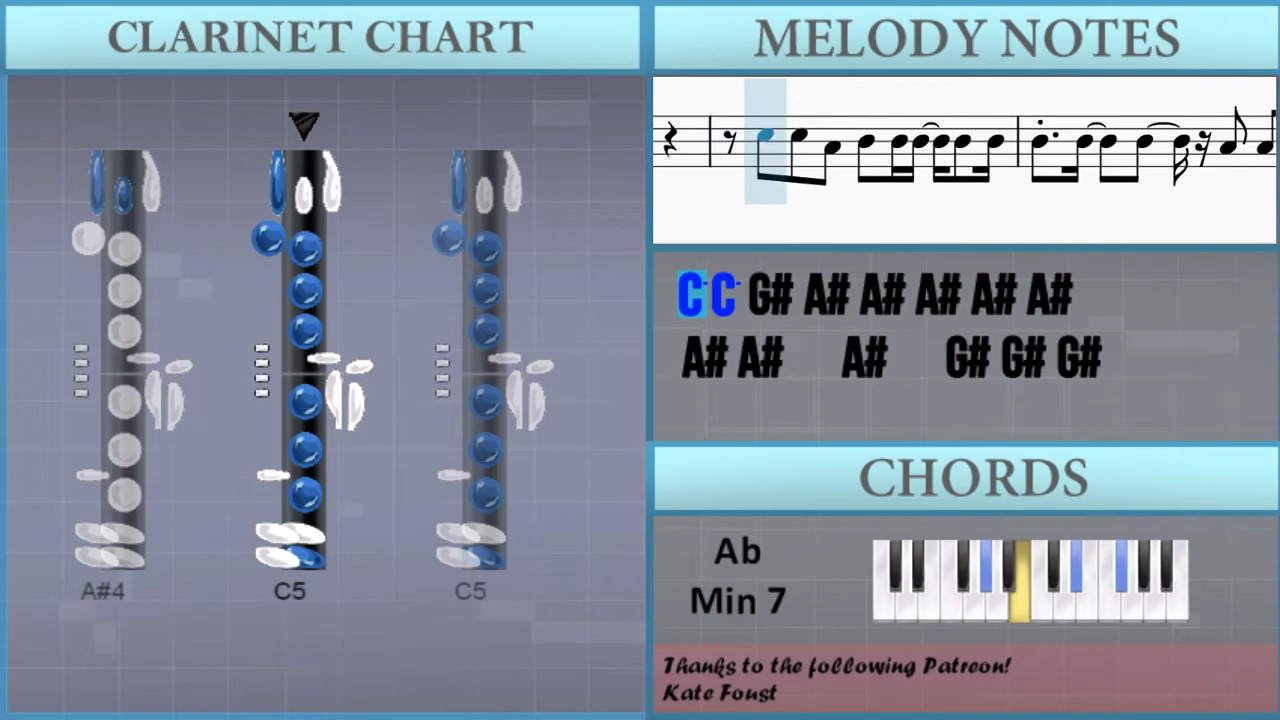 CLARINET CHART
A#4
C5
C5
MELODY NOTES
C C G# A# A# A# A# A#
A# A# A# G# G# G#
CHORDS
Ab
Min 7
Thanks to the following Patreon!
Kate Foust